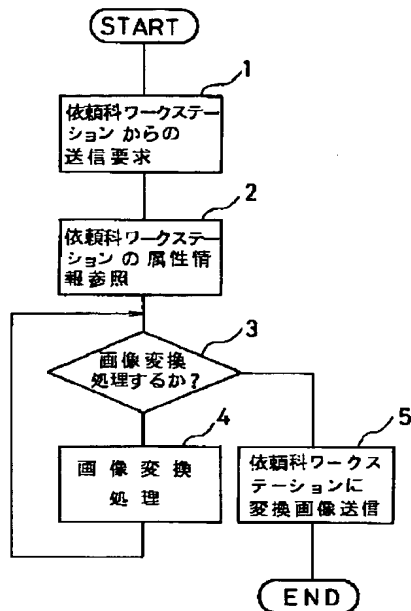 START
1
依頼科ワークステー
ションからの
送信要求
2
依頼科ワークステー
ションの属性情
報参照
3
画像変換
処理するか?
4
画像変換
処理
5
依頼科ワークス
テーションに
変換画像送信
END